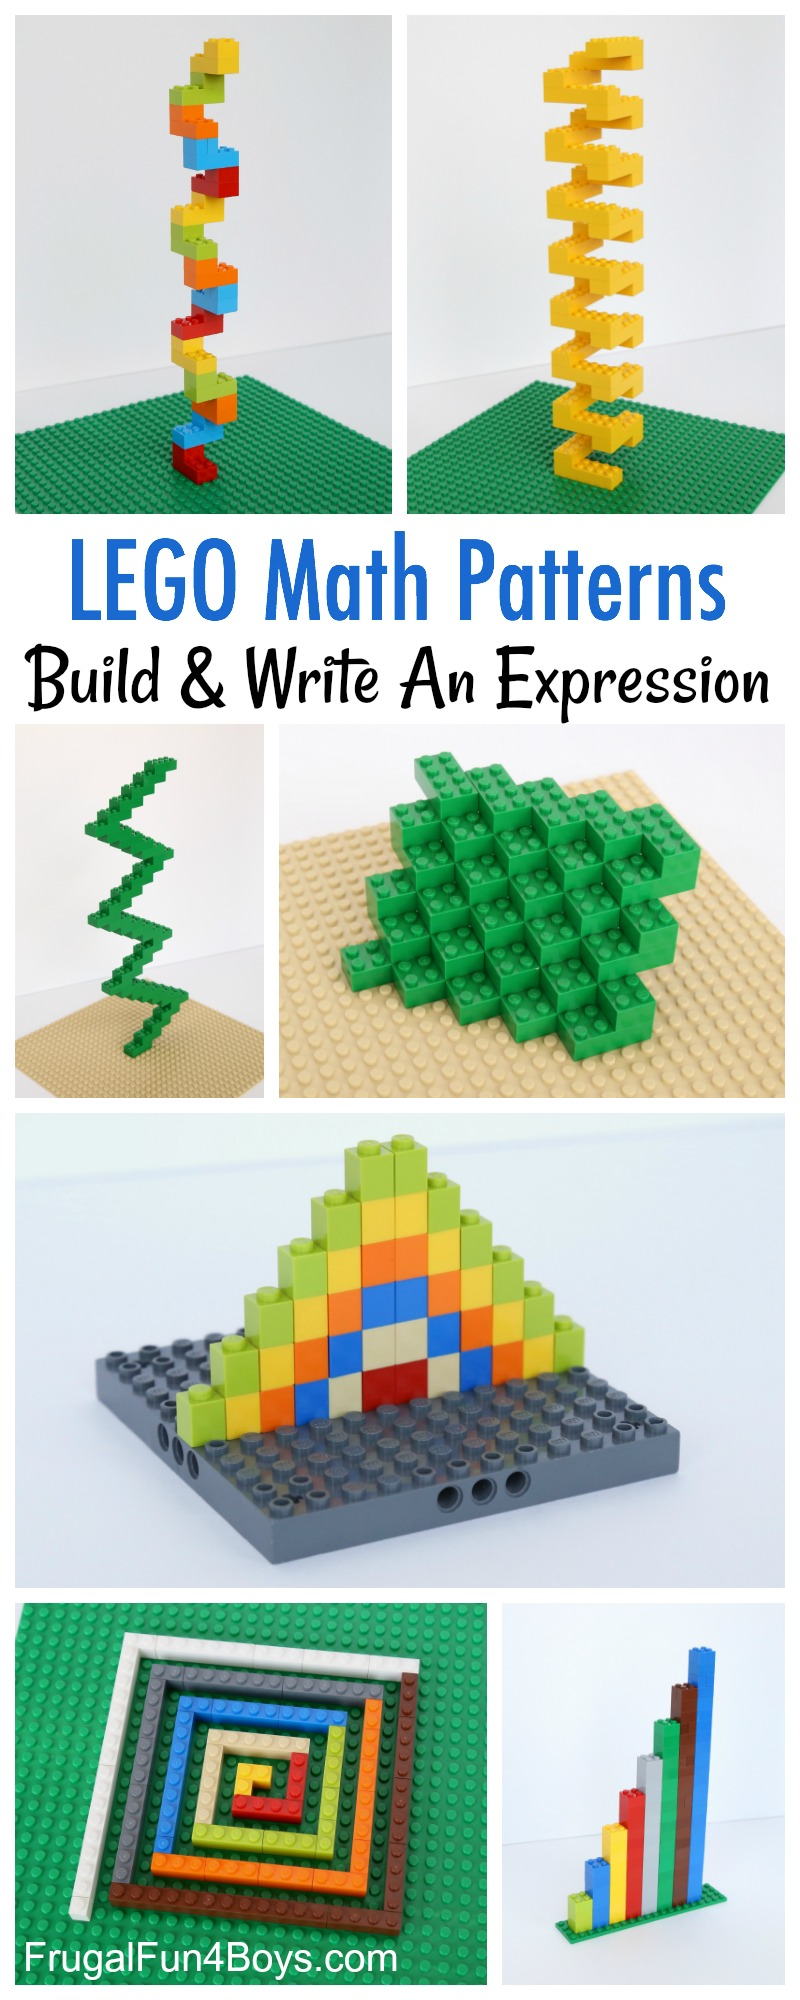 LEGO Math Patterns
Build & Write An Expression
FrugalFun4Boys.com